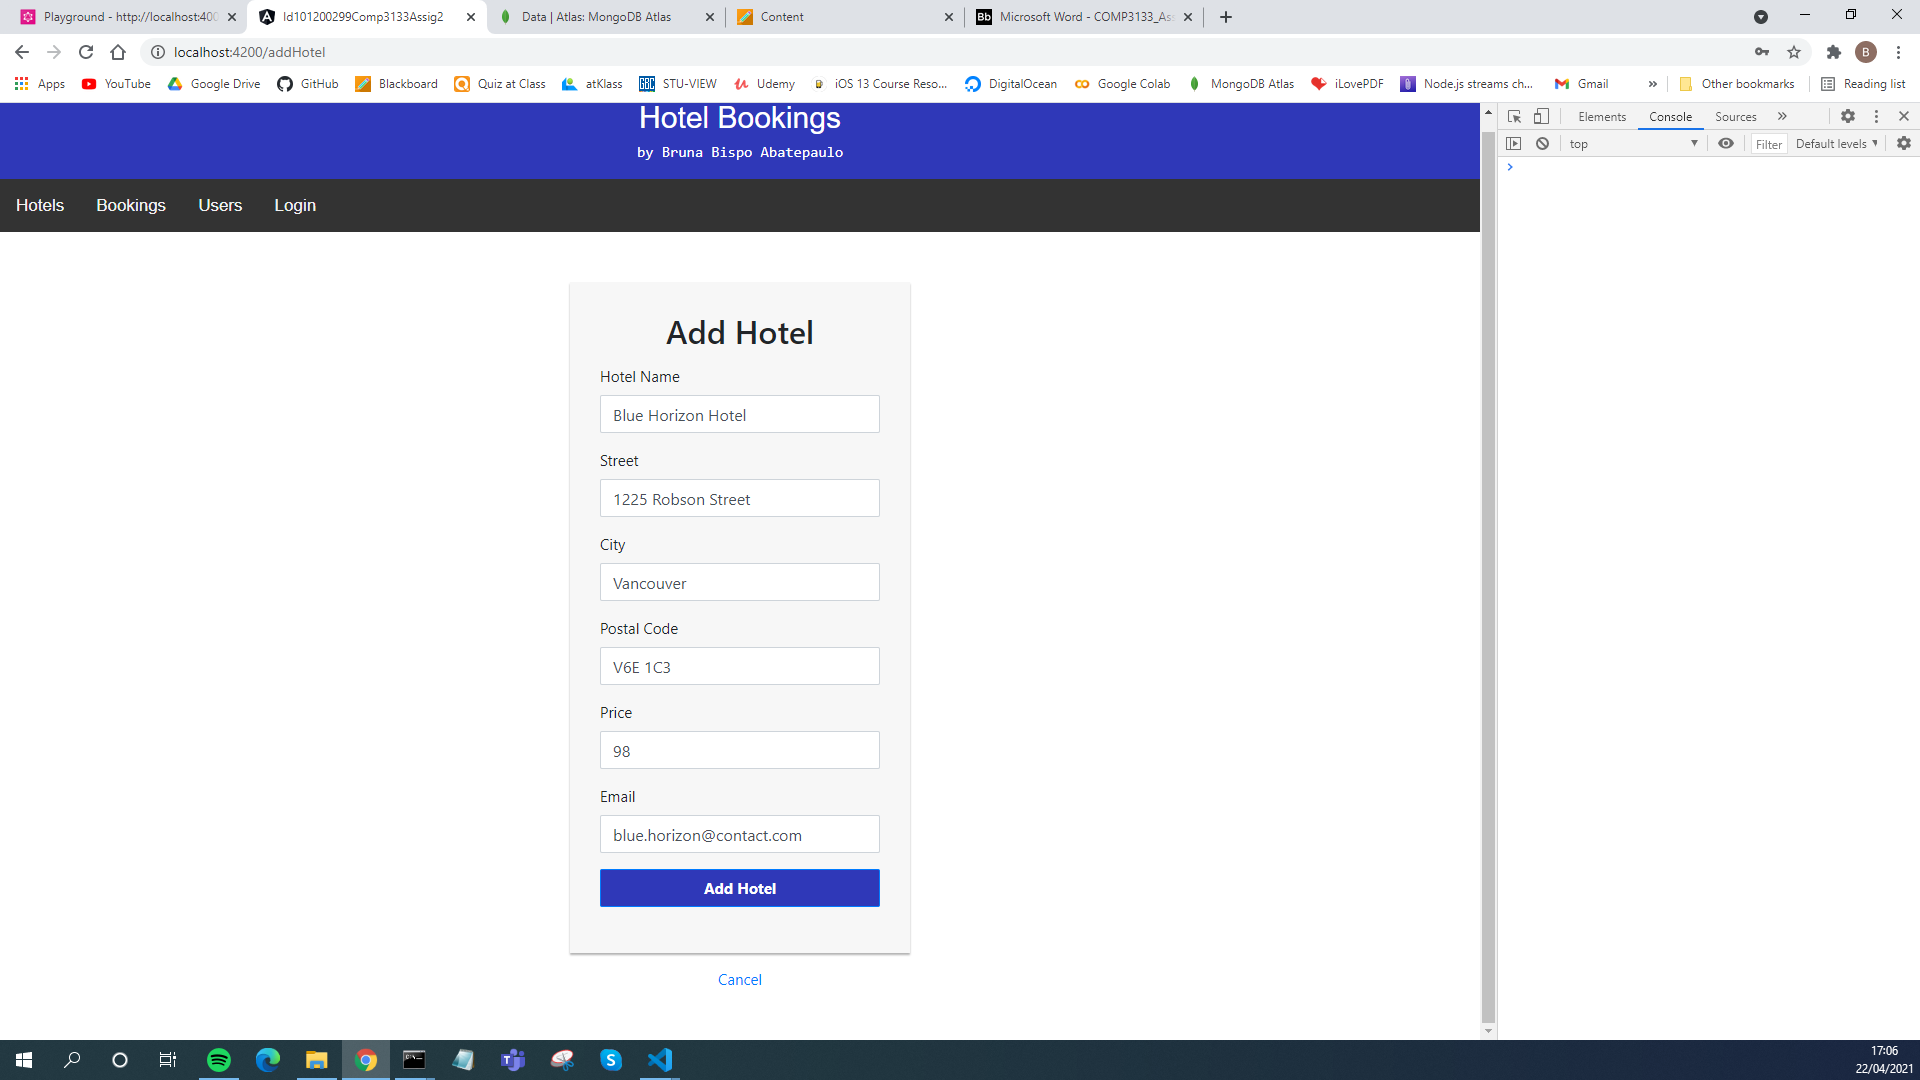 Playground - http://localhost:400
Id101200299Comp3133Assig2
Data | Atlas: MongoDB Atlas
Content
Bb Microsoft Word - COMP3133_Ass
localhost:4200/addHotel
B
Apps YouTube Google Drive GitHub Blackboard Quiz at Class atKlass GBC STU-VIEW Udemy iOS 13 Course Reso... DigitalOcean Google Colab MongoDB Atlas iLovePDF Node.js streams ch... Gmail » Other bookmarks Reading list
Hotel Bookings
by Bruna Bispo Abatepaulo
Hotels Bookings Users Login
Elements Console Sources »
top Filter Default levels
Add Hotel
Hotel Name
Blue Horizon Hotel
Street
1225 Robson Street
City
Vancouver
Postal Code
V6E 1C3
Price
98
Email
blue.horizon@contact.com
Add Hotel
Cancel
17:06
22/04/2021